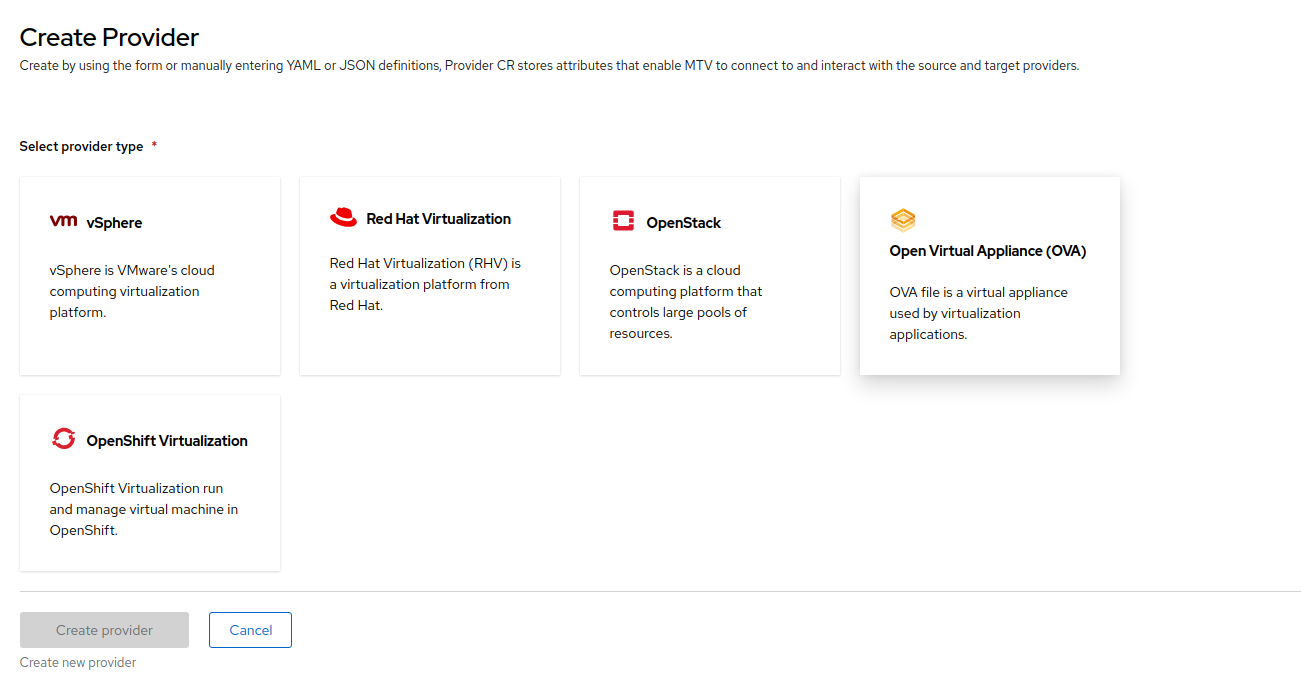 Create Provider
Create by using the form or manually entering YAML or JSON definitions, Provider CR stores attributes that enable MTV to connect to and interact with the source and target providers.
Select provider type *
vm vSphere
vSphere is VMware's cloud
computing virtualization
platform.
Red Hat Virtualization
Red Hat Virtualization (RHV) is
a virtualization platform from
Red Hat.
OpenStack
OpenStack is a cloud
computing platform that
controls large pools of
resources.
Open Virtual Appliance (OVA)
OVA file is a virtual appliance
used by virtualization
applications.
OpenShift Virtualization
OpenShift Virtualization run
and manage virtual machine in
OpenShift.
Create provider
Cancel
Create new provider